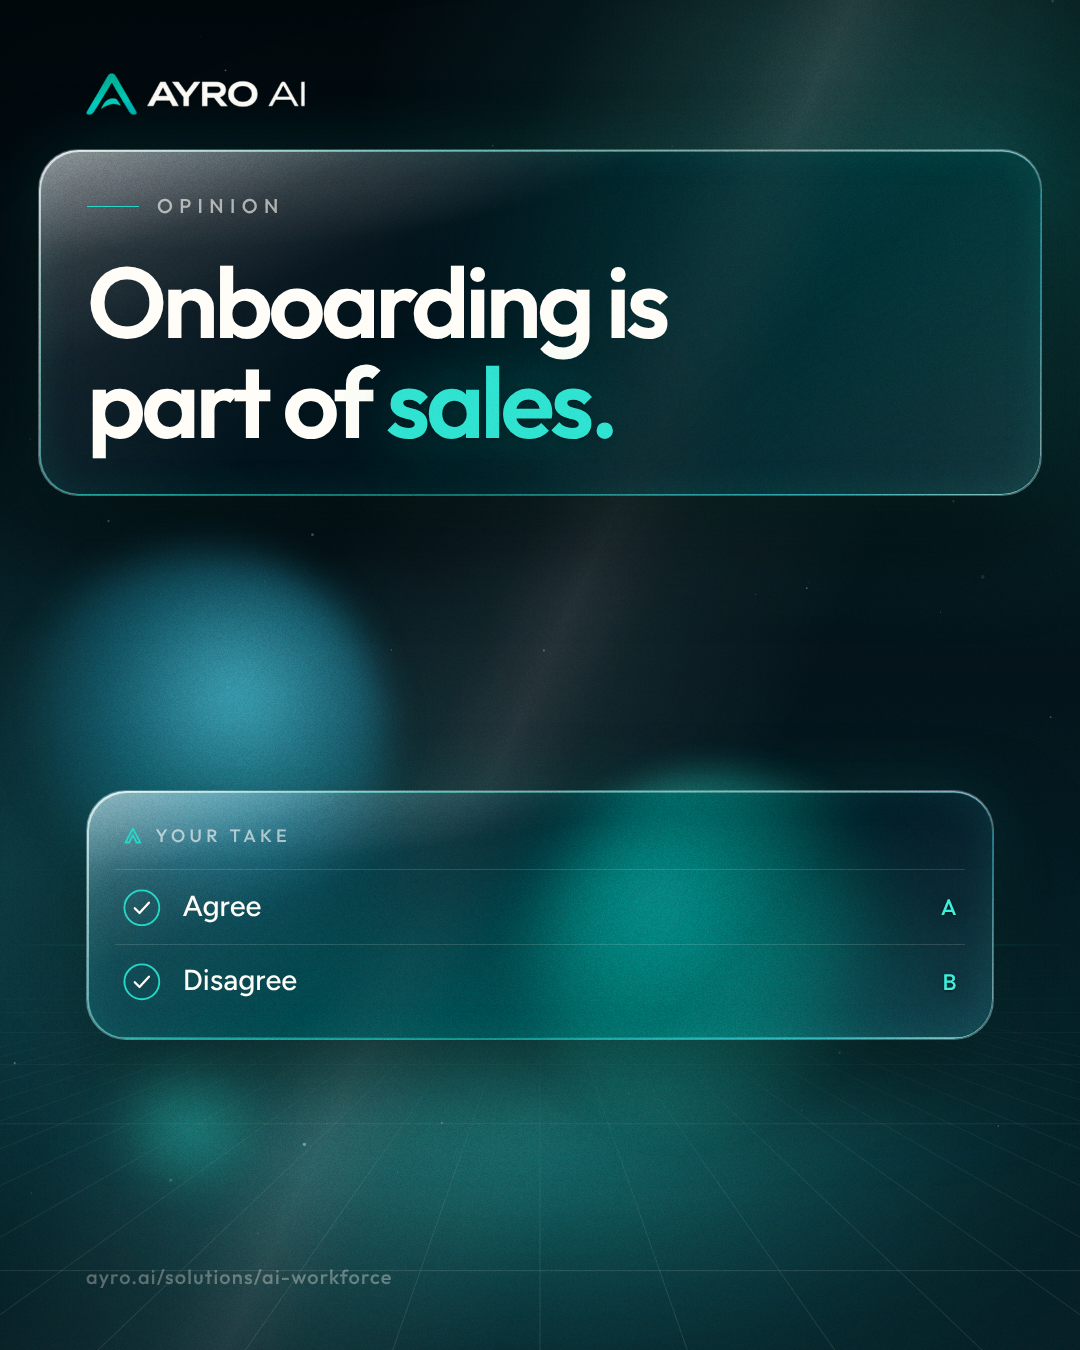 AYRO AI
OPINION
Onboarding is
part of sales.
YOUR TAKE
Agree A
Disagree B
ayro.ai/solutions/ai-workforce